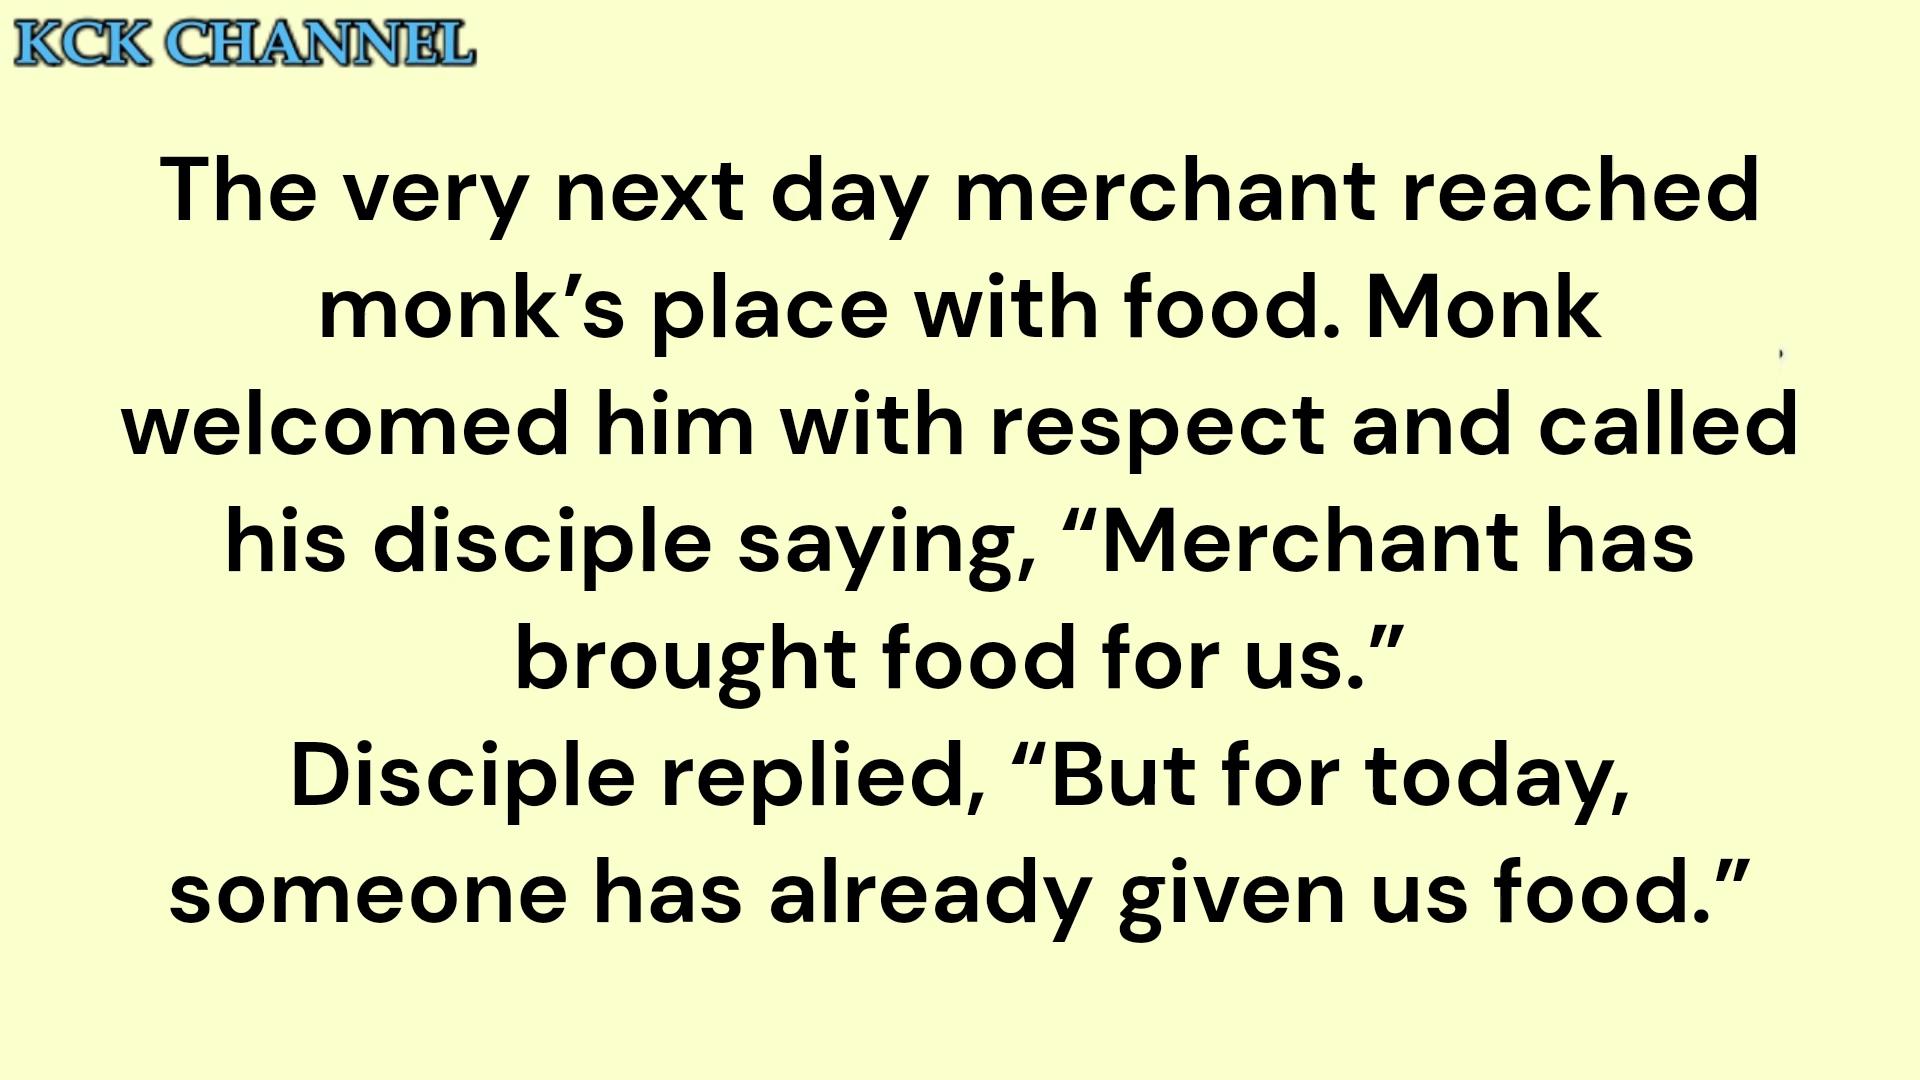 KCK CHANNEL
The very next day merchant reached
monk’s place with food. Monk
welcomed him with respect and called
his disciple saying, “Merchant has
brought food for us.”
Disciple replied, “But for today,
someone has already given us food.”